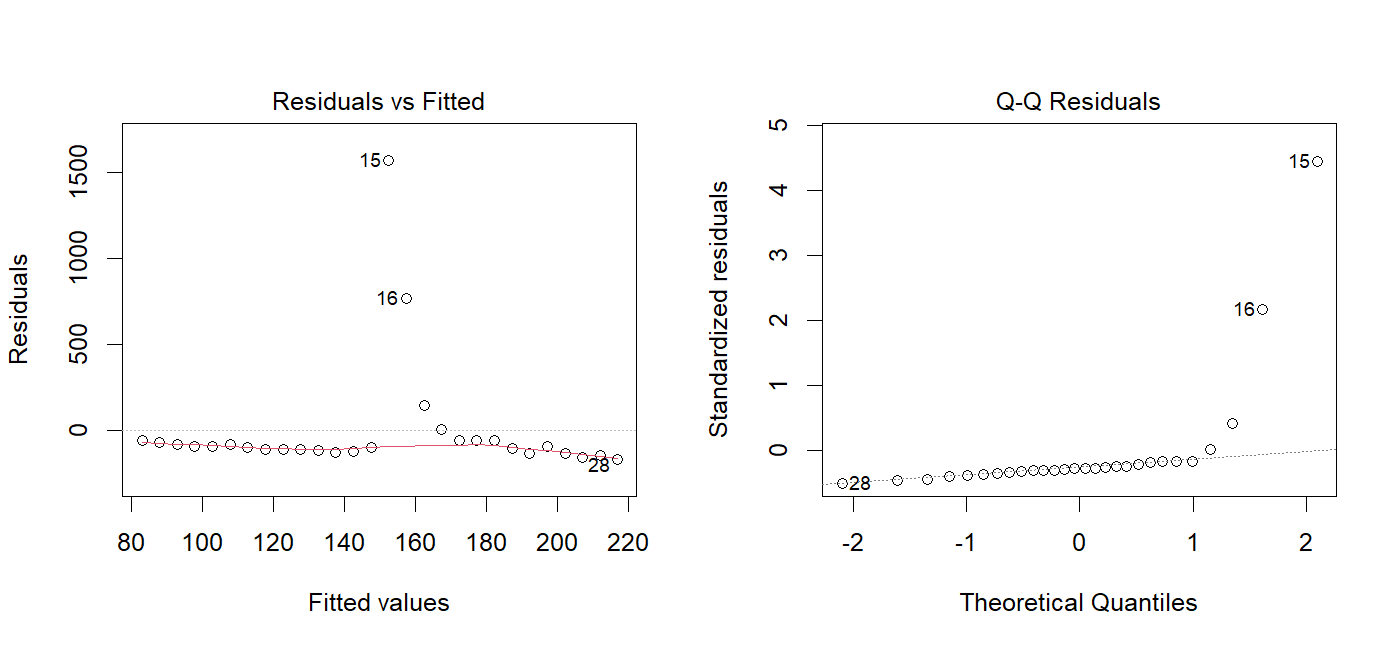 Residuals vs Fitted
Residuals
1500
1000
500
0
15
16
28
80 100 120 140 160 180 200 220
Fitted values
Q-Q Residuals
Standardized residuals
5
4
3
2
1
0
15
16
28
-2 -1 0 1 2
Theoretical Quantiles